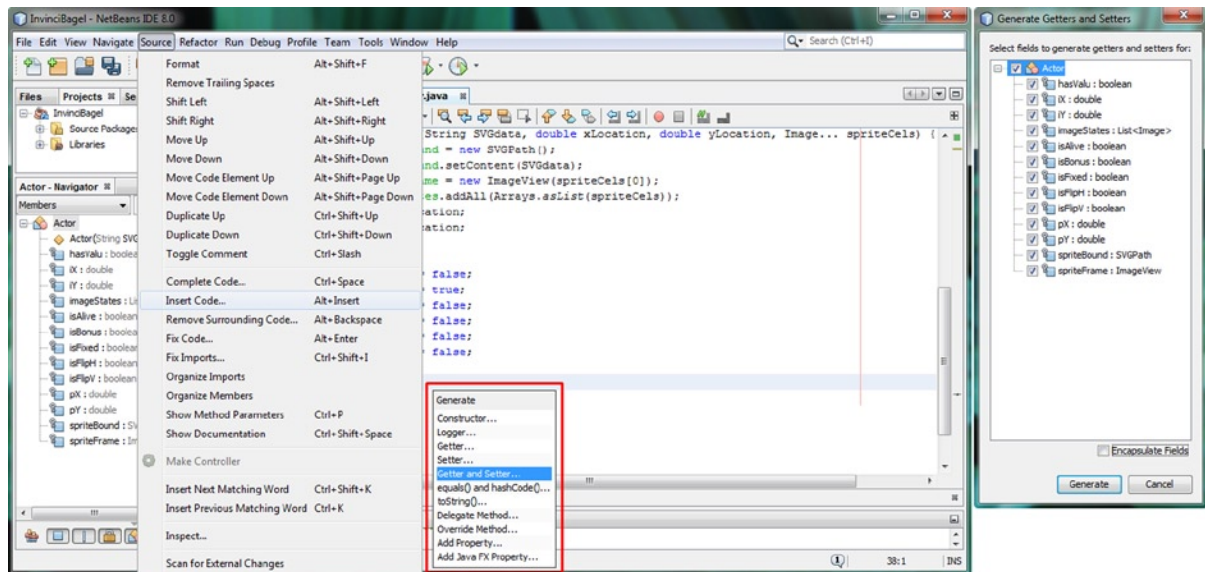 InvinciBagel - NetBeans IDE 8.0
File Edit View Navigate Source Refactor Run Debug Profile Team Tools Window Help
Search (Ctrl+I)
Files Projects Se
InvinciBagel
Source Package
Libraries
Actor - Navigator
Members
Actor
Actor(String SVG
hasValu : boolea
iX : double
iY : double
imageStates : Li
isAlive : boolean
isBonus : boolea
isFixed : boolean
isFlipH : boolean
isFlipV : boolean
pX : double
pY : double
spriteBound : SV
spriteFrame : Im
Format Alt+Shift+F
Remove Trailing Spaces
Shift Left Alt+Shift+Left
Shift Right Alt+Shift+Right
Move Up Alt+Shift+Up
Move Down Alt+Shift+Down
Move Code Element Up Alt+Shift+Page Up
Move Code Element Down Alt+Shift+Page Down
Duplicate Up Ctrl+Shift+Up
Duplicate Down Ctrl+Shift+Down
Toggle Comment Ctrl+Slash
Complete Code... Ctrl+Space
Insert Code... Alt+Insert
Remove Surrounding Code... Alt+Backspace
Fix Code... Alt+Enter
Fix Imports... Ctrl+Shift+I
Organize Imports
Organize Members
Show Method Parameters Ctrl+P
Show Documentation Ctrl+Shift+Space
Make Controller
Insert Next Matching Word Ctrl+Shift+K
Insert Previous Matching Word Ctrl+K
Inspect...
Scan for External Changes
.java
String SVGdata, double xLocation, double yLocation, Image... spriteCels) {
nd = new SVGPath();
nd.setContent(SVGdata);
me = new ImageView(spriteCels[0]);
es.addAll(Arrays.asList(spriteCels));
ation;
ation;
false;
true;
false;
false;
false;
false;
Generate
Constructor...
Logger...
Getter...
Setter...
Getter and Setter...
equals() and hashCode()...
toString()...
Delegate Method...
Override Method...
Add Property...
Add Java FX Property...
38:1 INS
Generate Getters and Setters
Select fields to generate getters and setters for:
Actor
hasValu : boolean
iX : double
iY : double
imageStates : List<Image>
isAlive : boolean
isBonus : boolean
isFixed : boolean
isFlipH : boolean
isFlipV : boolean
pX : double
pY : double
spriteBound : SVGPath
spriteFrame : ImageView
Encapsulate Fields
Generate Cancel